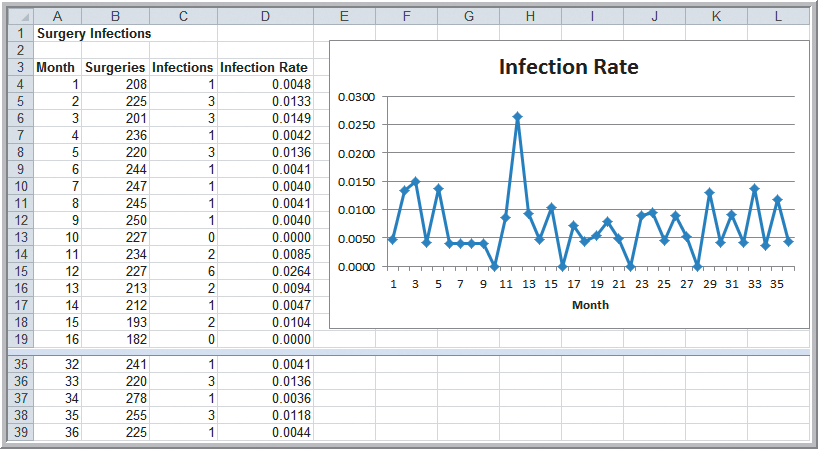 A B C D E F G H I J K L
1 Surgery Infections
2
3 Month Surgeries Infections Infection Rate
4 1 208 1 0.0048
5 2 225 3 0.0133
6 3 201 3 0.0149
7 4 236 1 0.0042
8 5 220 3 0.0136
9 6 244 1 0.0041
10 7 247 1 0.0040
11 8 245 1 0.0041
12 9 250 1 0.0040
13 10 227 0 0.0000
14 11 234 2 0.0085
15 12 227 6 0.0264
16 13 213 2 0.0094
17 14 212 1 0.0047
18 15 193 2 0.0104
19 16 182 0 0.0000
35 32 241 1 0.0041
36 33 220 3 0.0136
37 34 278 1 0.0036
38 35 255 3 0.0118
39 36 225 1 0.0044
Infection Rate
0.0300
0.0250
0.0200
0.0150
0.0100
0.0050
0.0000
1 3 5 7 9 11 13 15 17 19 21 23 25 27 29 31 33 35
Month